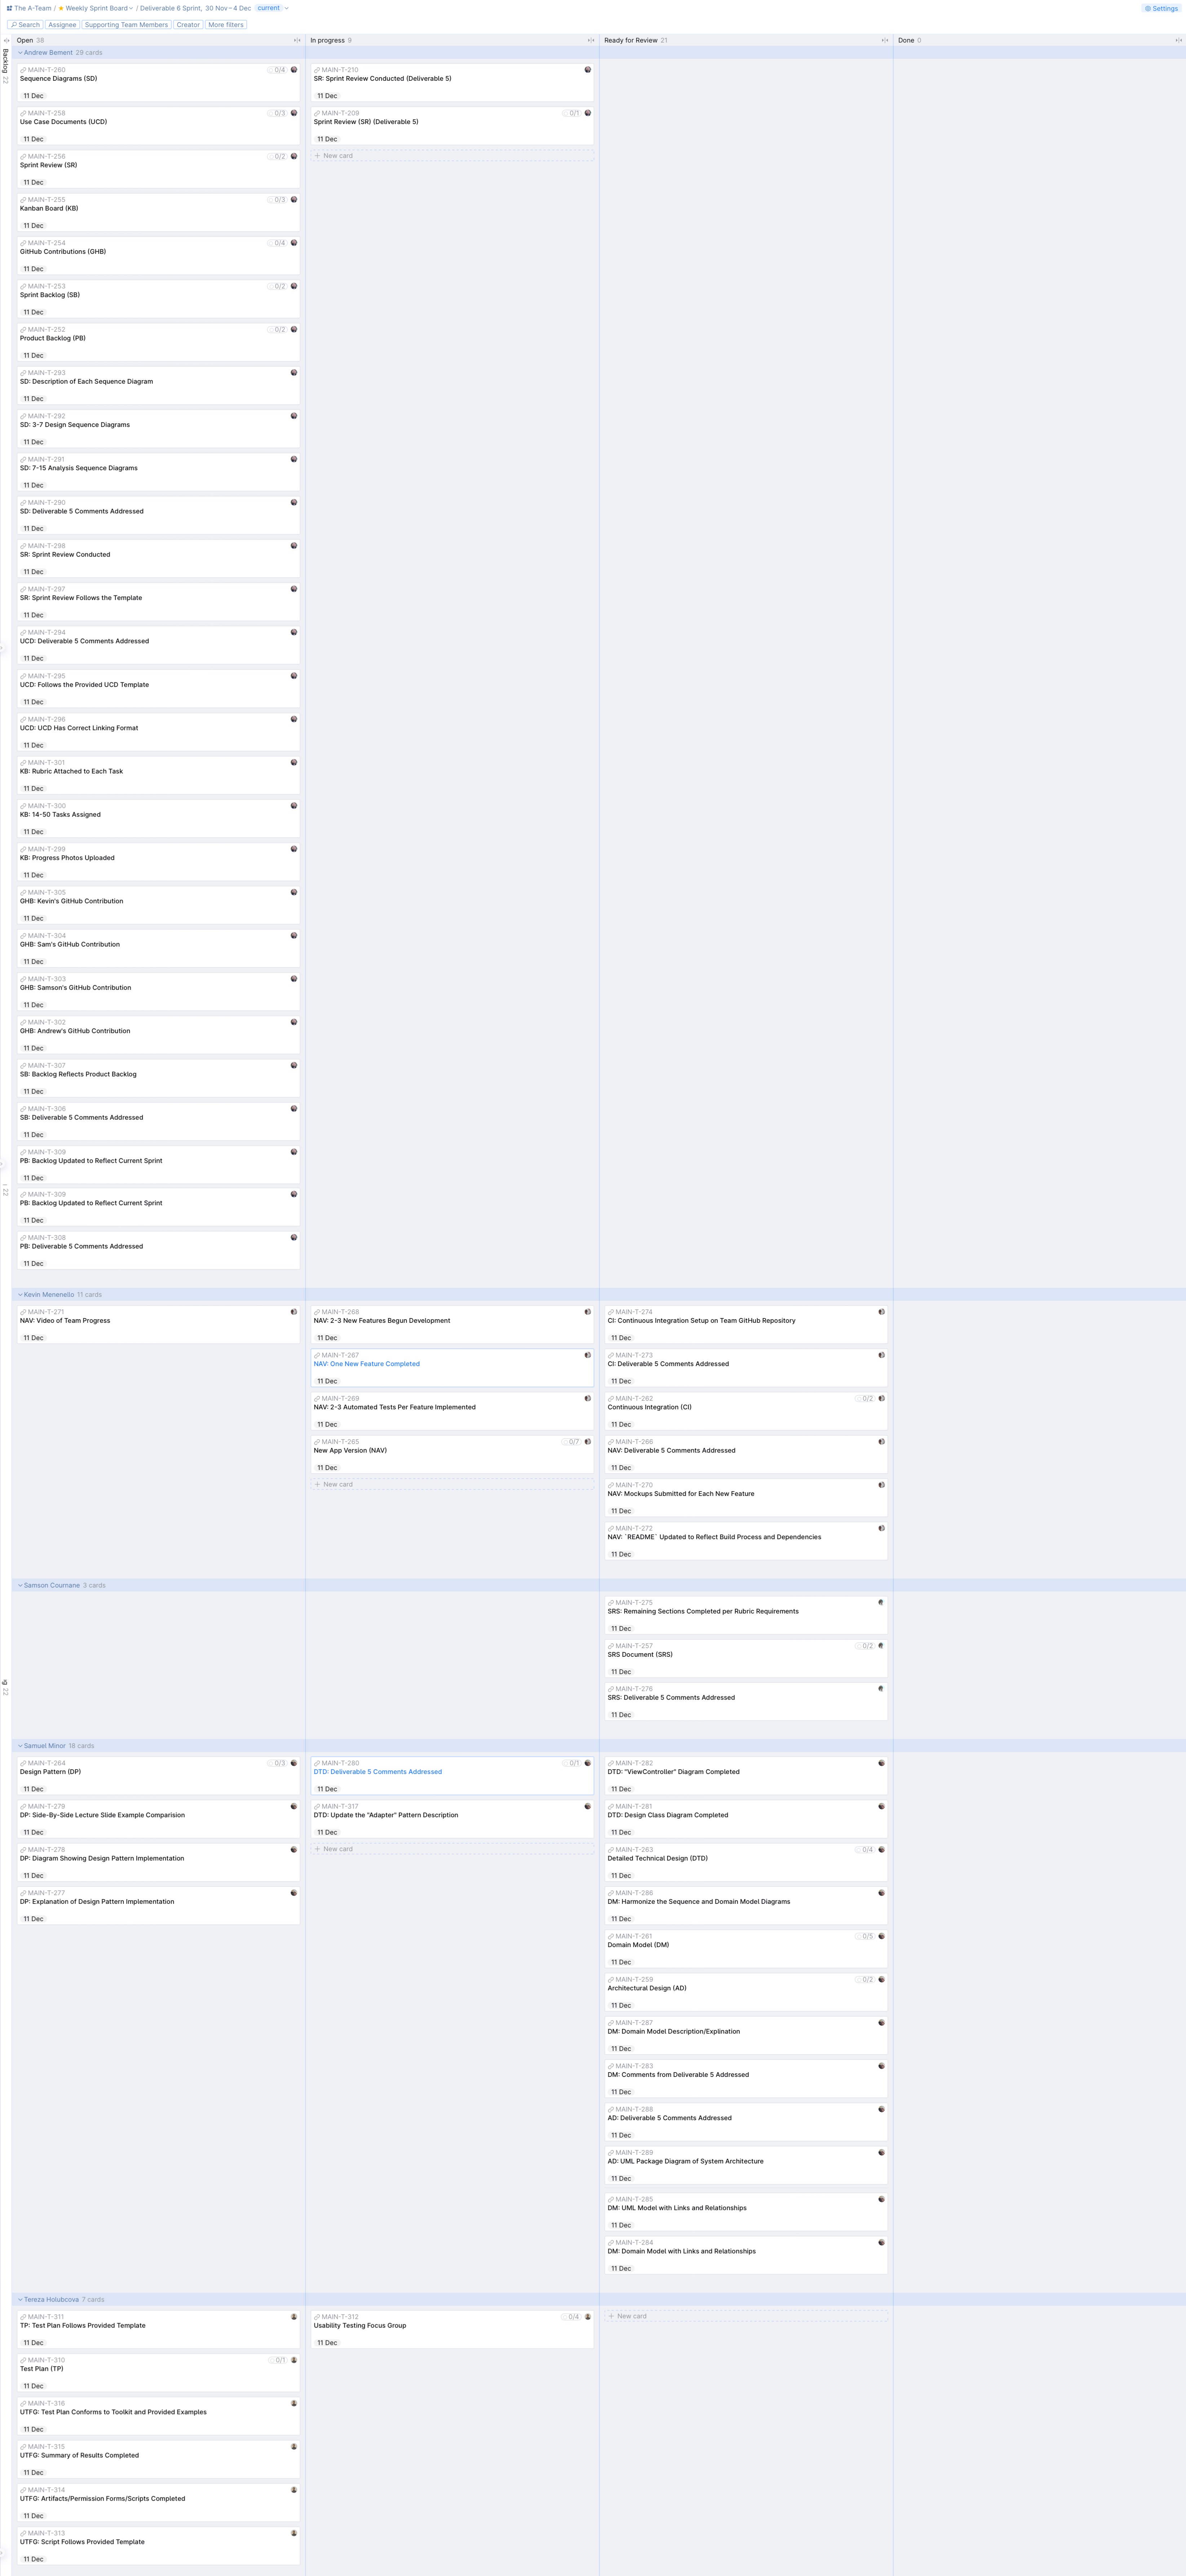 The A-Team / Weekly Sprint Board / Deliverable 6 Sprint, 30 Nov – 4 Dec current
Settings
Search Assignee Supporting Team Members Creator More filters
Backlog 22
Open 38 In progress 9 Ready for Review 21 Done 0
Andrew Bement 29 cards
MAIN-T-260 0/4
Sequence Diagrams (SD)
11 Dec
MAIN-T-258 0/3
Use Case Documents (UCD)
11 Dec
MAIN-T-256 0/2
Sprint Review (SR)
11 Dec
MAIN-T-255 0/3
Kanban Board (KB)
11 Dec
MAIN-T-254 0/4
GitHub Contributions (GHB)
11 Dec
MAIN-T-253 0/2
Sprint Backlog (SB)
11 Dec
MAIN-T-252 0/2
Product Backlog (PB)
11 Dec
MAIN-T-293
SD: Description of Each Sequence Diagram
11 Dec
MAIN-T-292
SD: 3-7 Design Sequence Diagrams
11 Dec
MAIN-T-291
SD: 7-15 Analysis Sequence Diagrams
11 Dec
MAIN-T-290
SD: Deliverable 5 Comments Addressed
11 Dec
MAIN-T-298
SR: Sprint Review Conducted
11 Dec
MAIN-T-297
SR: Sprint Review Follows the Template
11 Dec
MAIN-T-294
UCD: Deliverable 5 Comments Addressed
11 Dec
MAIN-T-295
UCD: Follows the Provided UCD Template
11 Dec
MAIN-T-296
UCD: UCD Has Correct Linking Format
11 Dec
MAIN-T-301
KB: Rubric Attached to Each Task
11 Dec
MAIN-T-300
KB: 14-50 Tasks Assigned
11 Dec
MAIN-T-299
KB: Progress Photos Uploaded
11 Dec
MAIN-T-305
GHB: Kevin's GitHub Contribution
11 Dec
MAIN-T-304
GHB: Sam's GitHub Contribution
11 Dec
MAIN-T-303
GHB: Samson's GitHub Contribution
11 Dec
MAIN-T-302
GHB: Andrew's GitHub Contribution
11 Dec
MAIN-T-307
SB: Backlog Reflects Product Backlog
11 Dec
MAIN-T-306
SB: Deliverable 5 Comments Addressed
11 Dec
MAIN-T-309
PB: Backlog Updated to Reflect Current Sprint
11 Dec
MAIN-T-309
PB: Backlog Updated to Reflect Current Sprint
11 Dec
MAIN-T-308
PB: Deliverable 5 Comments Addressed
11 Dec
MAIN-T-210
SR: Sprint Review Conducted (Deliverable 5)
11 Dec
MAIN-T-209 0/1
Sprint Review (SR) (Deliverable 5)
11 Dec
New card
22
Kevin Menenello 11 cards
MAIN-T-271
NAV: Video of Team Progress
11 Dec
MAIN-T-268
NAV: 2-3 New Features Begun Development
11 Dec
MAIN-T-267
NAV: One New Feature Completed
11 Dec
MAIN-T-269
NAV: 2-3 Automated Tests Per Feature Implemented
11 Dec
MAIN-T-265 0/7
New App Version (NAV)
11 Dec
New card
MAIN-T-274
CI: Continuous Integration Setup on Team GitHub Repository
11 Dec
MAIN-T-273
CI: Deliverable 5 Comments Addressed
11 Dec
MAIN-T-262 0/2
Continuous Integration (CI)
11 Dec
MAIN-T-266
NAV: Deliverable 5 Comments Addressed
11 Dec
MAIN-T-270
NAV: Mockups Submitted for Each New Feature
11 Dec
MAIN-T-272
NAV: `README` Updated to Reflect Build Process and Dependencies
11 Dec
Samson Cournane 3 cards
MAIN-T-275
SRS: Remaining Sections Completed per Rubric Requirements
11 Dec
MAIN-T-257 0/2
SRS Document (SRS)
11 Dec
MAIN-T-276
SRS: Deliverable 5 Comments Addressed
11 Dec
22
Samuel Minor 18 cards
MAIN-T-264 0/3
Design Pattern (DP)
11 Dec
MAIN-T-279
DP: Side-By-Side Lecture Slide Example Comparision
11 Dec
MAIN-T-278
DP: Diagram Showing Design Pattern Implementation
11 Dec
MAIN-T-277
DP: Explanation of Design Pattern Implementation
11 Dec
MAIN-T-280 0/1
DTD: Deliverable 5 Comments Addressed
11 Dec
MAIN-T-317
DTD: Update the "Adapter" Pattern Description
11 Dec
New card
MAIN-T-282
DTD: "ViewController" Diagram Completed
11 Dec
MAIN-T-281
DTD: Design Class Diagram Completed
11 Dec
MAIN-T-263 0/4
Detailed Technical Design (DTD)
11 Dec
MAIN-T-286
DM: Harmonize the Sequence and Domain Model Diagrams
11 Dec
MAIN-T-261 0/5
Domain Model (DM)
11 Dec
MAIN-T-259 0/2
Architectural Design (AD)
11 Dec
MAIN-T-287
DM: Domain Model Description/Explination
11 Dec
MAIN-T-283
DM: Comments from Deliverable 5 Addressed
11 Dec
MAIN-T-288
AD: Deliverable 5 Comments Addressed
11 Dec
MAIN-T-289
AD: UML Package Diagram of System Architecture
11 Dec
MAIN-T-285
DM: UML Model with Links and Relationships
11 Dec
MAIN-T-284
DM: Domain Model with Links and Relationships
11 Dec
Tereza Holubcova 7 cards
MAIN-T-311
TP: Test Plan Follows Provided Template
11 Dec
MAIN-T-310 0/1
Test Plan (TP)
11 Dec
MAIN-T-316
UTFG: Test Plan Conforms to Toolkit and Provided Examples
11 Dec
MAIN-T-315
UTFG: Summary of Results Completed
11 Dec
MAIN-T-314
UTFG: Artifacts/Permission Forms/Scripts Completed
11 Dec
MAIN-T-313
UTFG: Script Follows Provided Template
11 Dec
MAIN-T-312 0/4
Usability Testing Focus Group
11 Dec
New card